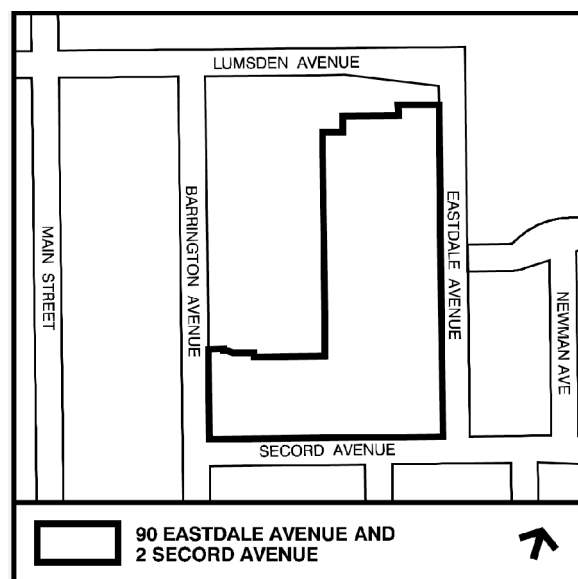 LUMSDEN AVENUE
MAIN STREET
BARRINGTON AVENUE
EASTDALE AVENUE
NEWMAN AVE
SECORD AVENUE
90 EASTDALE AVENUE AND
2 SECORD AVENUE